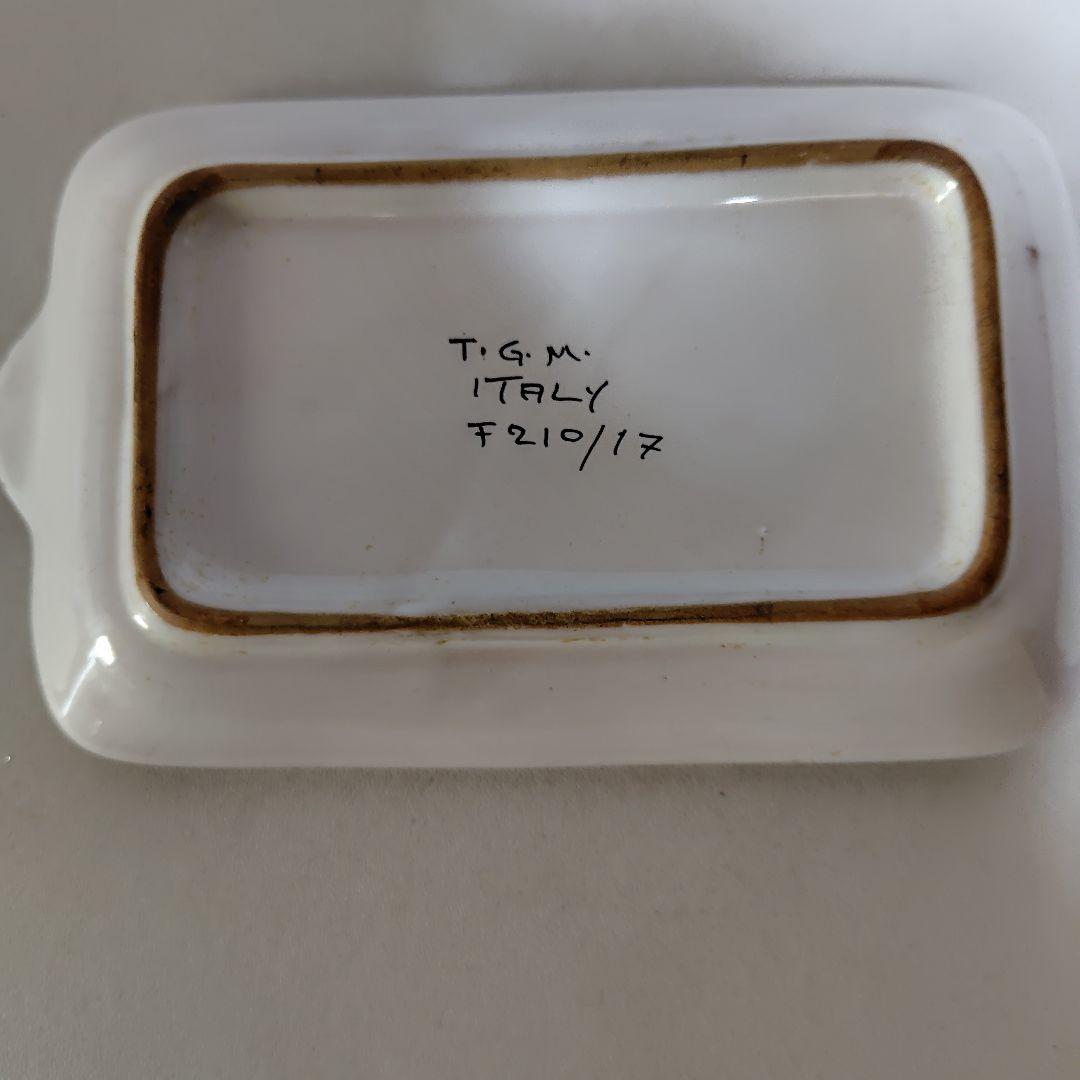 T. G. M.
ITALY
F210/17